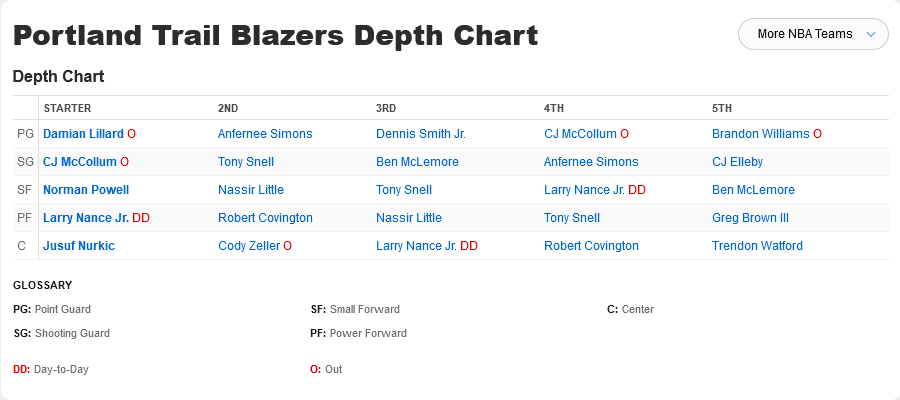 Portland Trail Blazers Depth Chart
More NBA Teams
Depth Chart
STARTER 2ND 3RD 4TH 5TH
PG Damian Lillard O Anfernee Simons Dennis Smith Jr. CJ McCollum O Brandon Williams O
SG CJ McCollum O Tony Snell Ben McLemore Anfernee Simons CJ Elleby
SF Norman Powell Nassir Little Tony Snell Larry Nance Jr. DD Ben McLemore
PF Larry Nance Jr. DD Robert Covington Nassir Little Tony Snell Greg Brown III
C Jusuf Nurkic Cody Zeller O Larry Nance Jr. DD Robert Covington Trendon Watford
GLOSSARY
PG: Point Guard SF: Small Forward C: Center
SG: Shooting Guard PF: Power Forward
DD: Day-to-Day O: Out